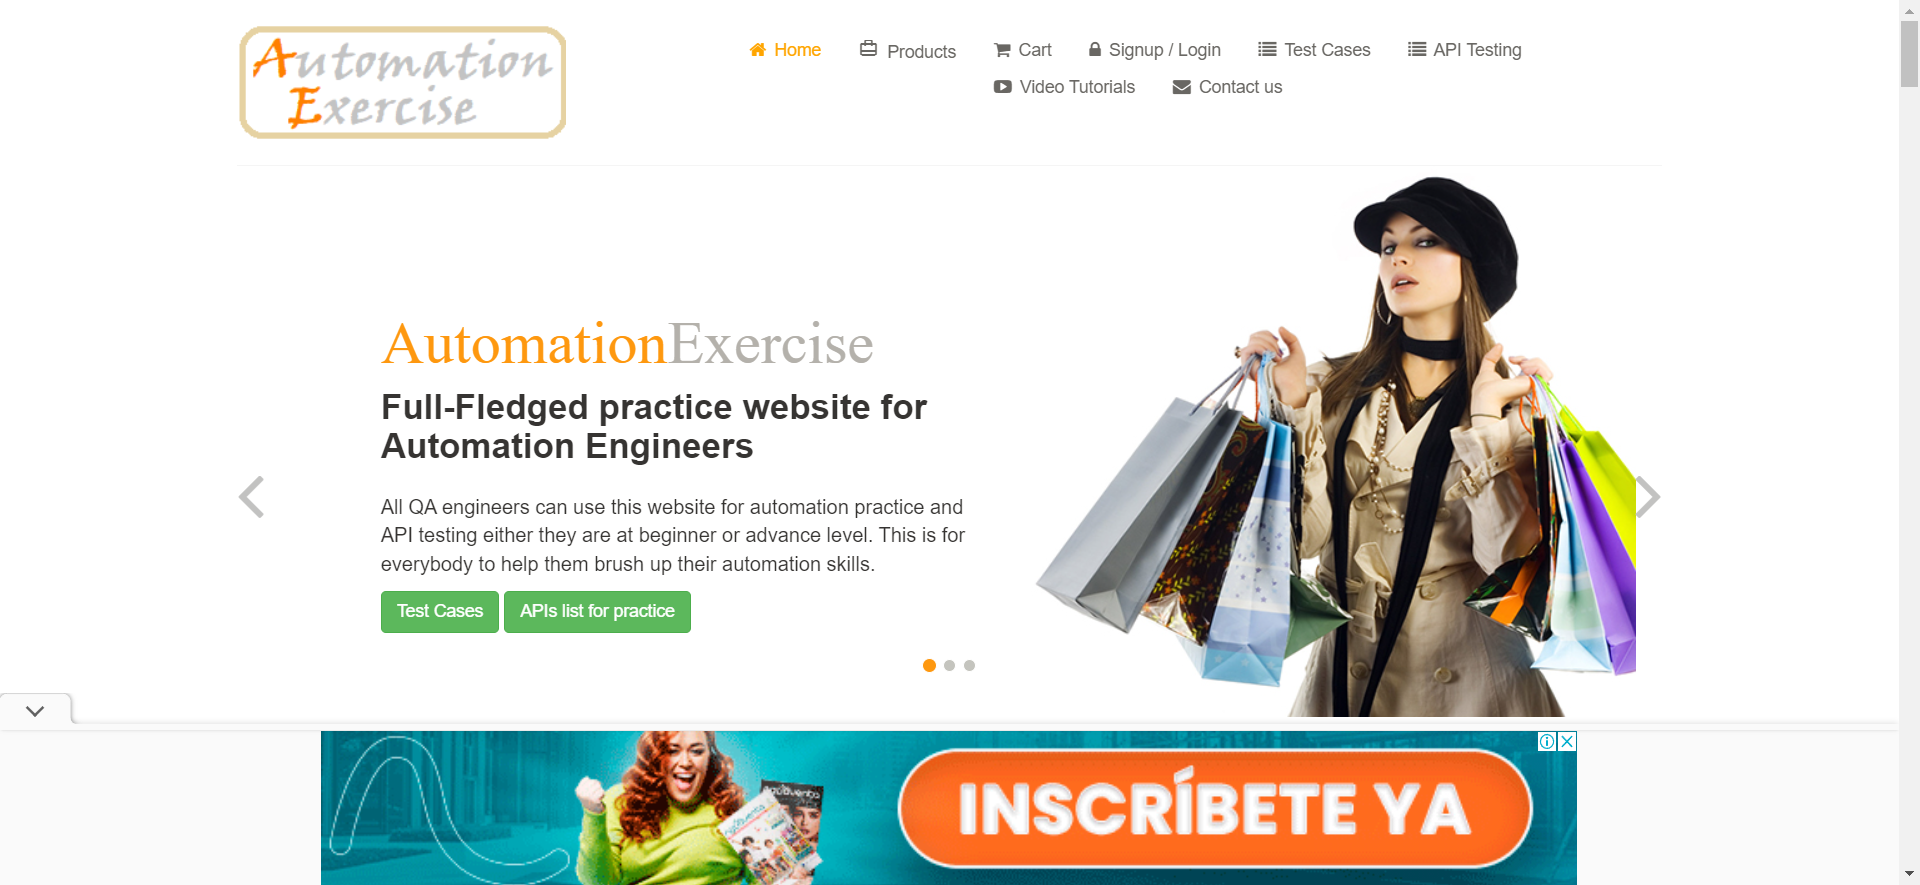 Automation
Exercise
Home
Products
Cart
Signup / Login
Test Cases
API Testing
Video Tutorials
Contact us
AutomationExercise
Full-Fledged practice website for
Automation Engineers
All QA engineers can use this website for automation practice and
API testing either they are at beginner or advance level. This is for
everybody to help them brush up their automation skills.
Test Cases
APIs list for practice
INSCRÍBETE YA